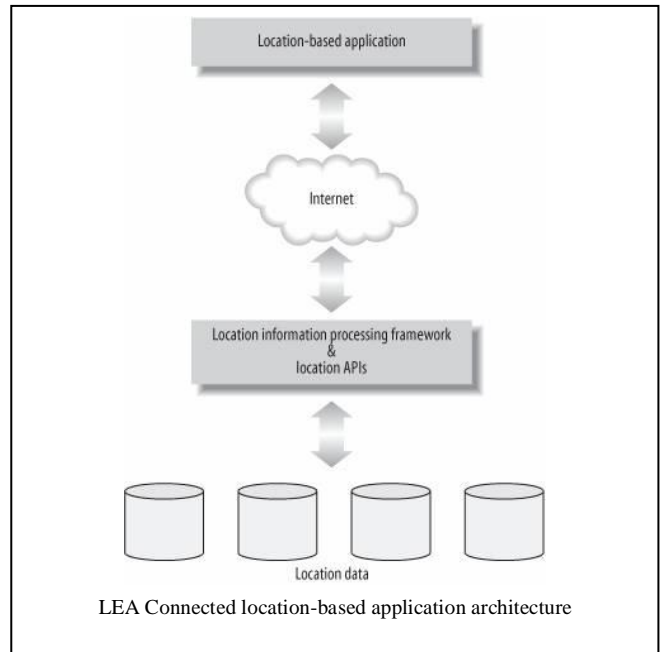 Location-based application
Internet
Location information processing framework
&
location APIs
Location data
LEA Connected location-based application architecture